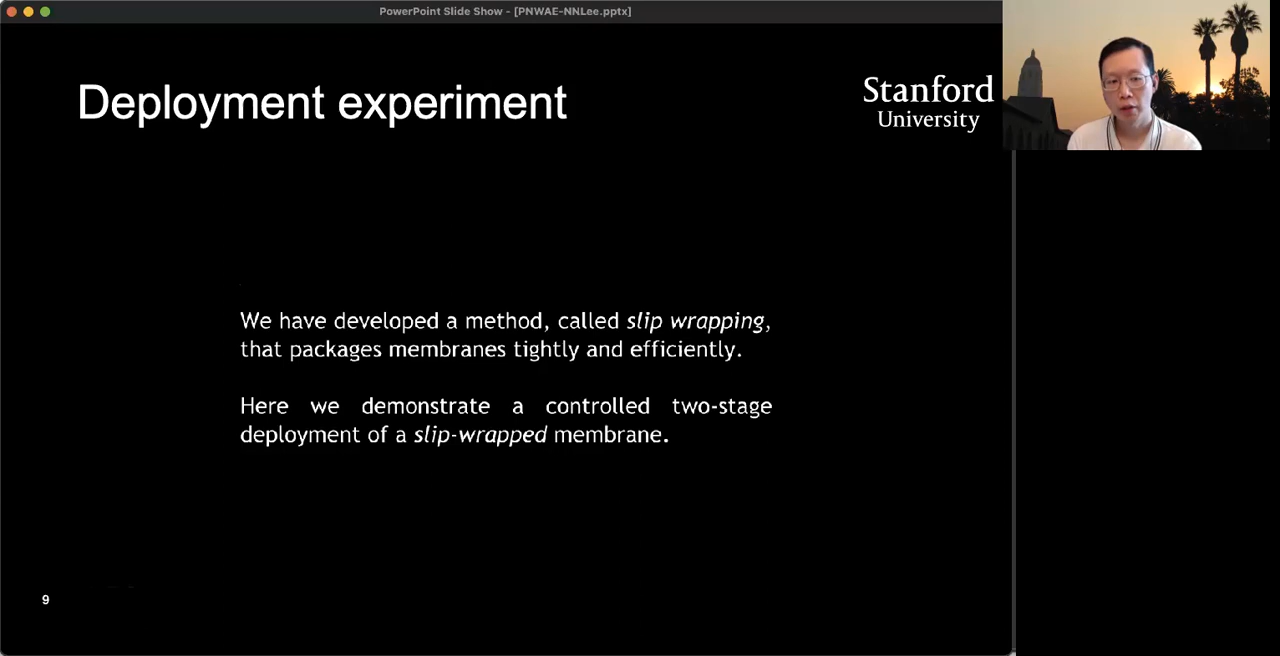 PowerPoint Slide Show - [PNWAE-NNLee.pptx]
Deployment experiment
Stanford
University
We have developed a method, called slip wrapping,
that packages membranes tightly and efficiently.
Here we demonstrate a controlled two-stage
deployment of a slip-wrapped membrane.
9